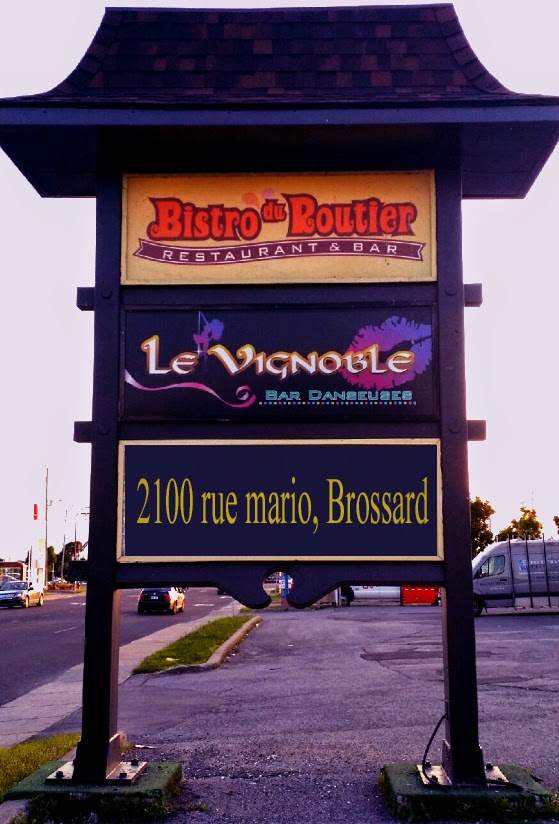 Bistro du Routier
RESTAURANT & BAR
LE VIGNOBLE
BAR DANSEUSES
2100 rue mario, Brossard